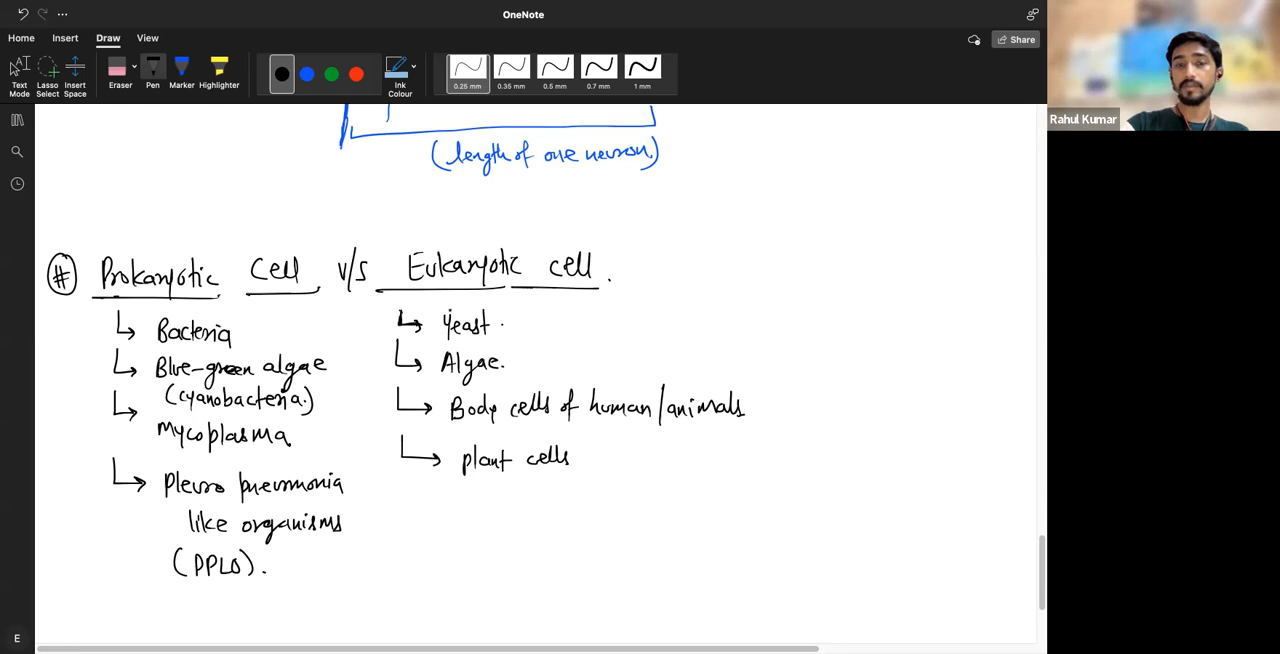 OneNote
Home Insert Draw View
Share
Text Mode
Lasso Select
Insert Space
Eraser
Pen
Marker
Highlighter
Ink Colour
0.25 mm
0.35 mm
0.5 mm
0.7 mm
1 mm
Rahul Kumar
(length of one neuron)
# Prokaryotic Cell v/s Eukaryotic cell.
↳ Bacteria
↳ Blue-green algae
(cyanobacteria)
↳ Mycoplasma
↳ Pleuro pneumonia
like organisms
(PPLO).
↳ Yeast.
↳ Algae.
↳ Body cells of human/animals
↳ plant cells
E